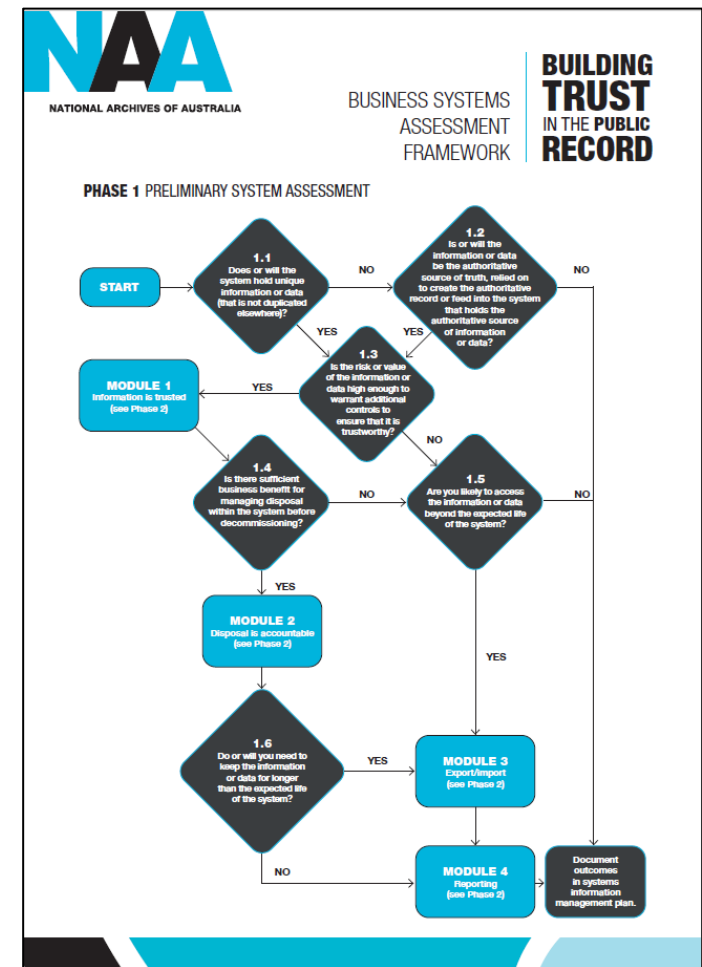 NAA
NATIONAL ARCHIVES OF AUSTRALIA
BUSINESS SYSTEMS
ASSESSMENT
FRAMEWORK
BUILDING
TRUST
IN THE PUBLIC
RECORD
PHASE 1 PRELIMINARY SYSTEM ASSESSMENT
START
1.1
Does or will the
system hold unique
information or data
(that is not duplicated
elsewhere)?
NO
YES
1.2
Is or will the
information or data
be the authoritative
source of truth, relied on
to create the authoritative
record or feed into the system
that holds the
authoritative source
of information
or data?
NO
YES
1.3
Is the risk or value
of the information or
data high enough to
warrant additional
controls to
ensure that it is
trustworthy?
YES
NO
MODULE 1
Information is trusted
(see Phase 2)
1.4
Is there sufficient
business benefit for
managing disposal
within the system before
decommissioning?
NO
YES
1.5
Are you likely to access
the information or data
beyond the expected life
of the system?
NO
YES
MODULE 2
Disposal is accountable
(see Phase 2)
1.6
Do or will you need to
keep the information
or data for longer
than the expected life
of the system?
YES
NO
MODULE 3
Export/import
(see Phase 2)
MODULE 4
Reporting
(see Phase 2)
Document
outcomes
in systems
information
management plan.